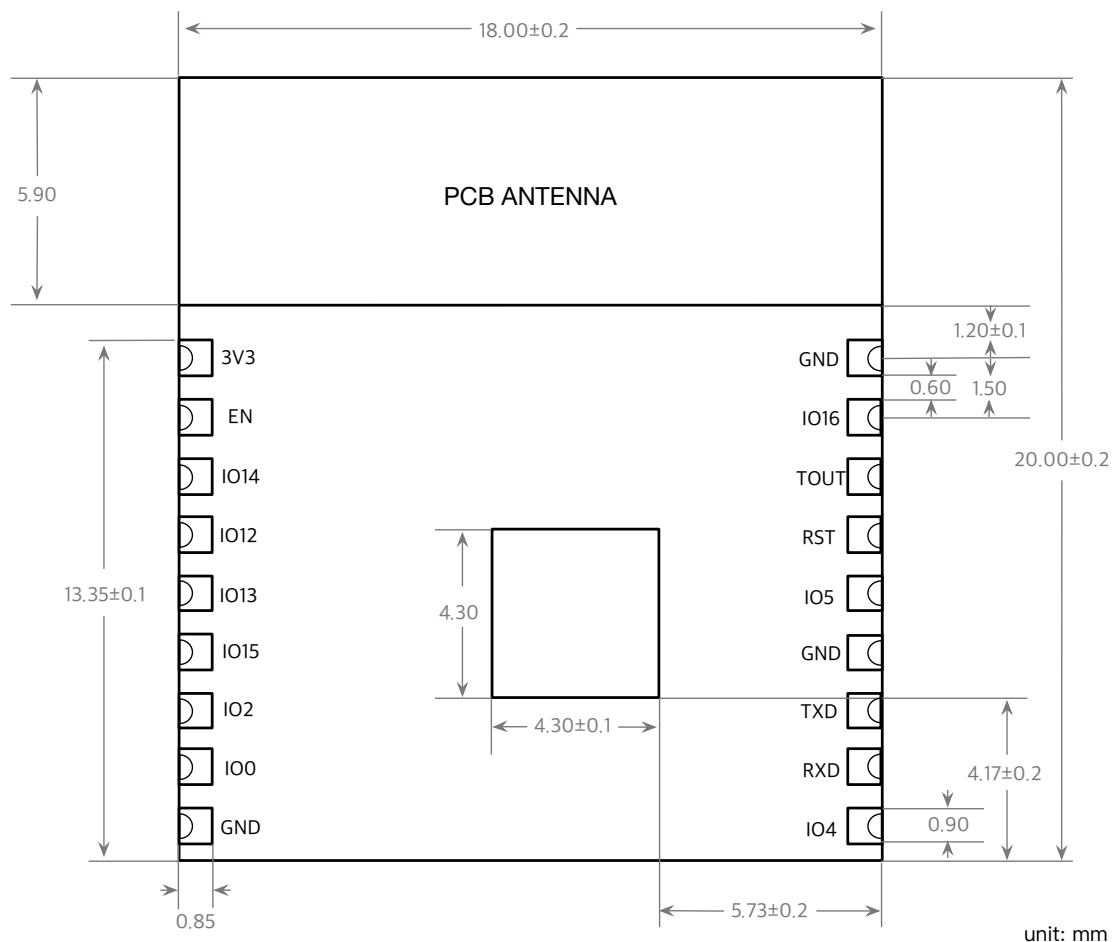 18.00±0.2
5.90
PCB ANTENNA
1.20±0.1
3V3
GND
0.60
1.50
EN
IO16
20.00±0.2
IO14
TOUT
IO12
RST
13.35±0.1
IO13
IO5
4.30
IO15
GND
IO2
TXD
4.30±0.1
IO0
RXD
4.17±0.2
GND
IO4
0.90
0.85
5.73±0.2
unit: mm